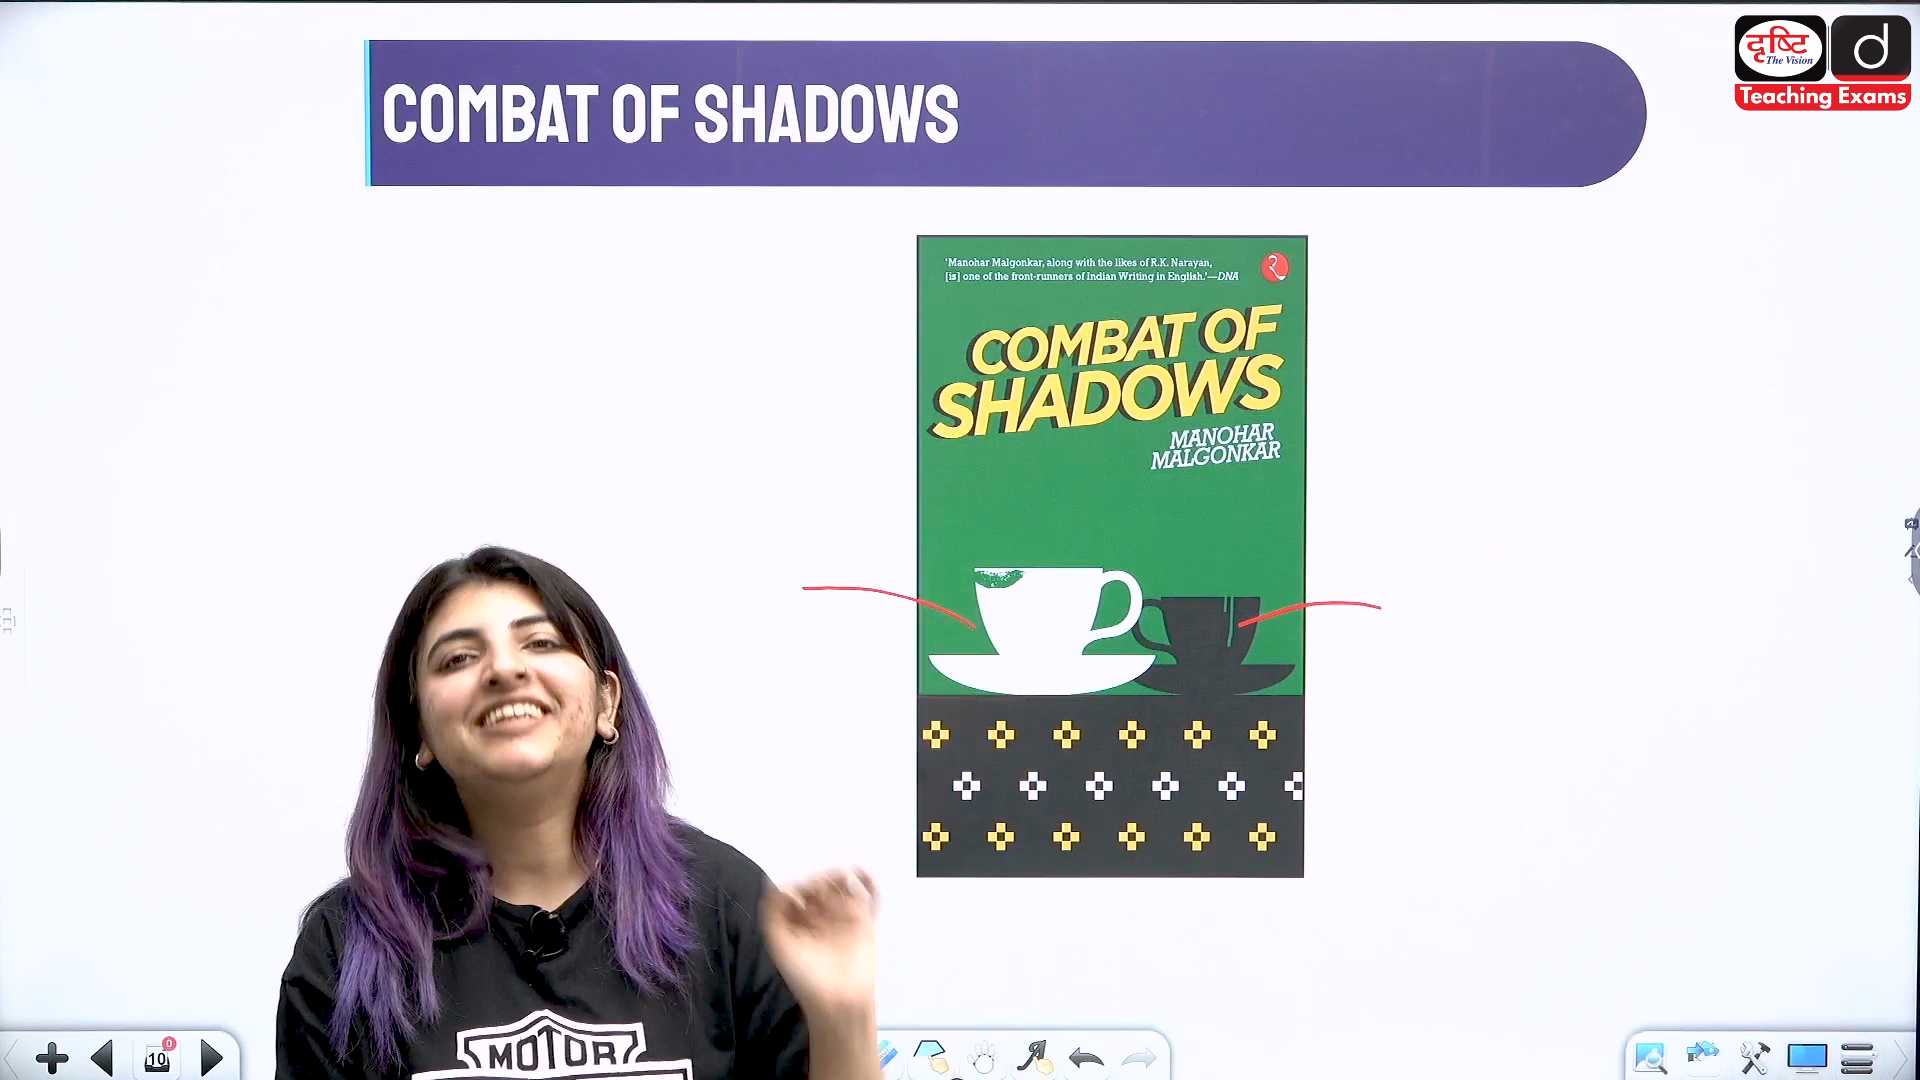 COMBAT OF SHADOWS
दृष्टि
The Vision
d
Teaching Exams
'Manohar Malgonkar, along with the likes of R.K. Narayan,
[is] one of the front-runners of Indian Writing in English.'—DNA
COMBAT OF
SHADOWS
MANOHAR
MALGONKAR
MOTOR
10
0